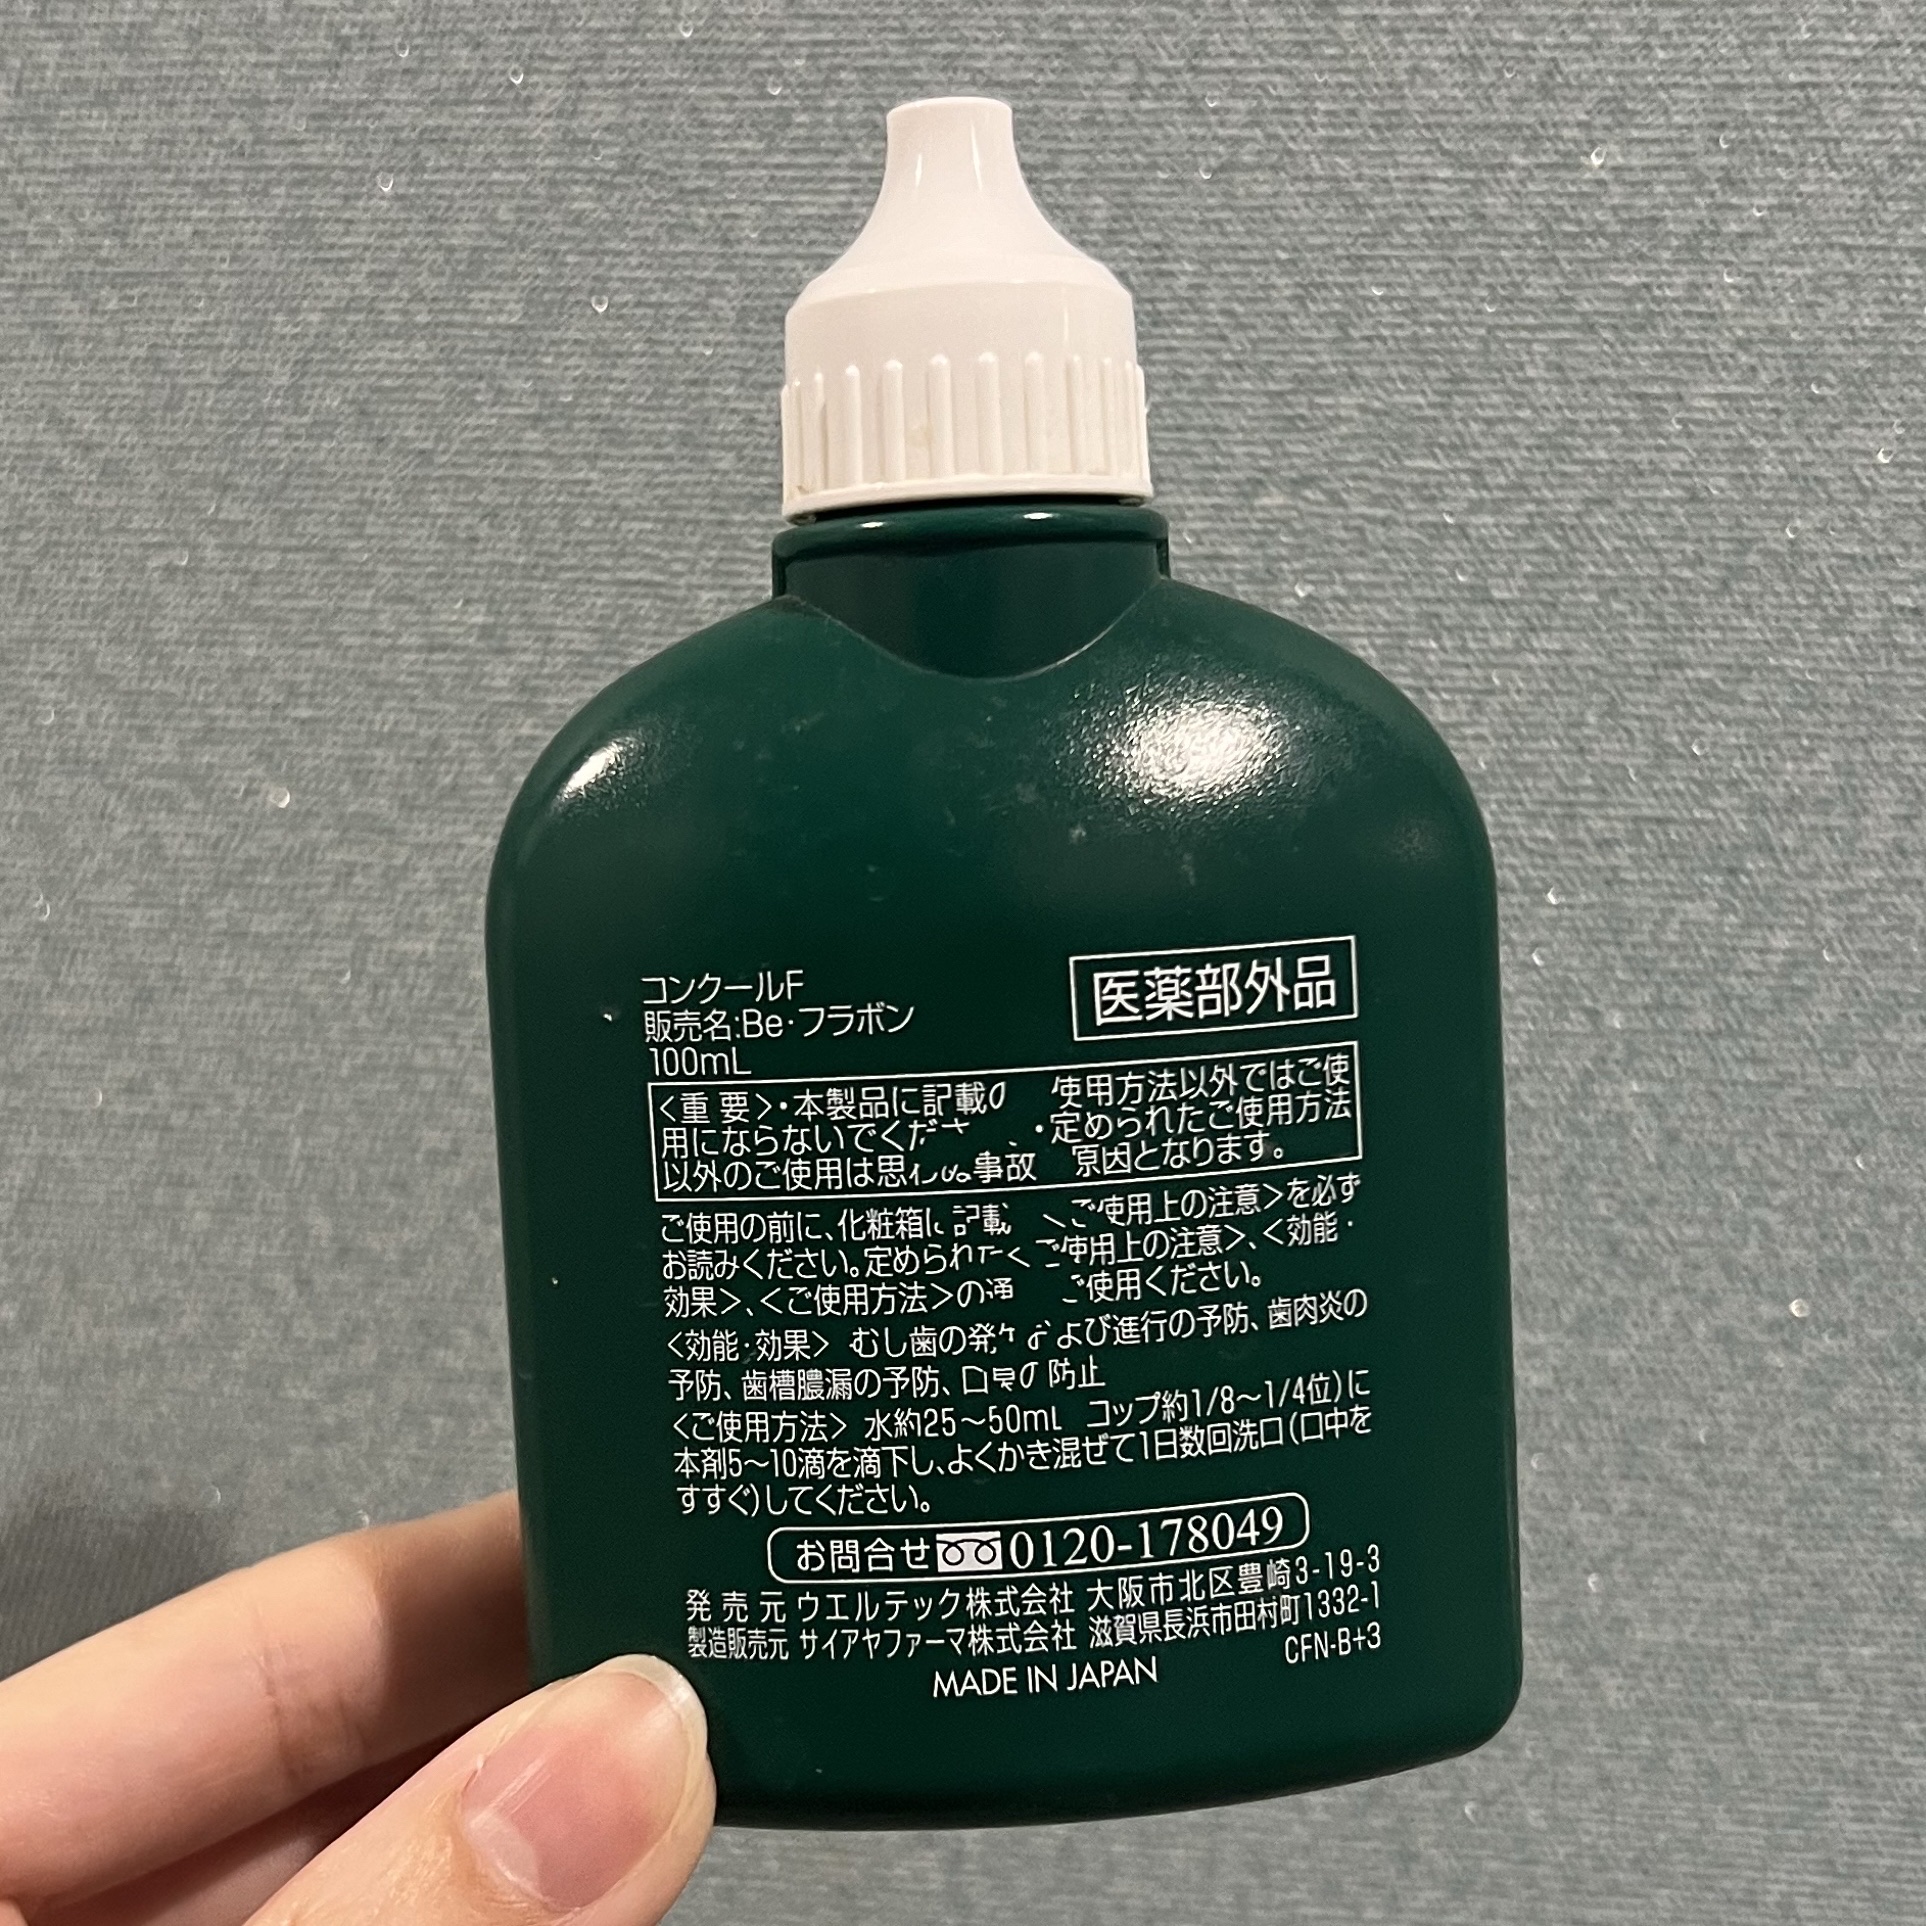 コンクールF
販売名:Be・フラボン
100mL
医薬部外品
<重要>・本製品に記載の 使用方法以外ではご使
用にならないでくださ ・定められたご使用方法
以外のご使用は思わぬ事故 原因となります。
ご使用の前に、化粧箱に記載 <ご使用上の注意>を必ず
お読みください。定められた<ご使用上の注意>、<効能・
効果>、<ご使用方法>の通 ご使用ください。
<効能・効果> むし歯の発生および進行の予防、歯肉炎の
予防、歯槽膿漏の予防、口臭の防止
<ご使用方法> 水約25〜50mL コップ約1/8〜1/4位)に
本剤5〜10滴を滴下し、よくかき混ぜて1日数回洗口(口中を
すすぐ)してください。
お問合せ 0120-178049
発売元 ウエルテック株式会社 大阪市北区豊崎3-19-3
製造販売元 サイアヤファーマ株式会社 滋賀県長浜市田村町1332-1
CFN-B+3
MADE IN JAPAN